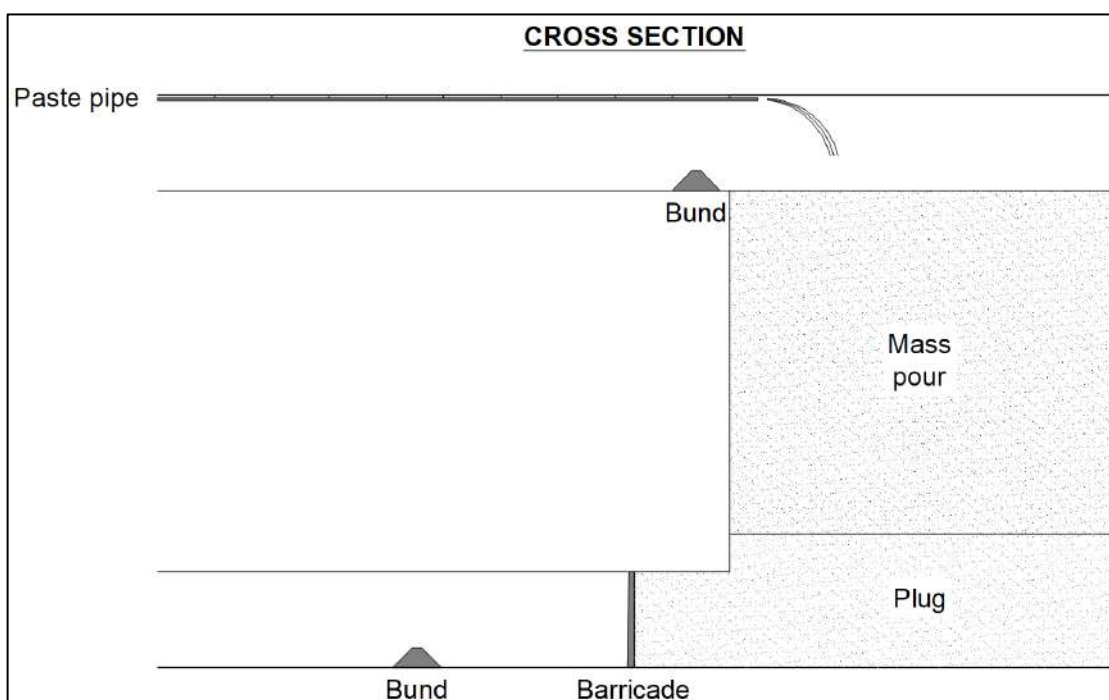 CROSS SECTION
Paste pipe
Bund
Mass
pour
Plug
Bund
Barricade